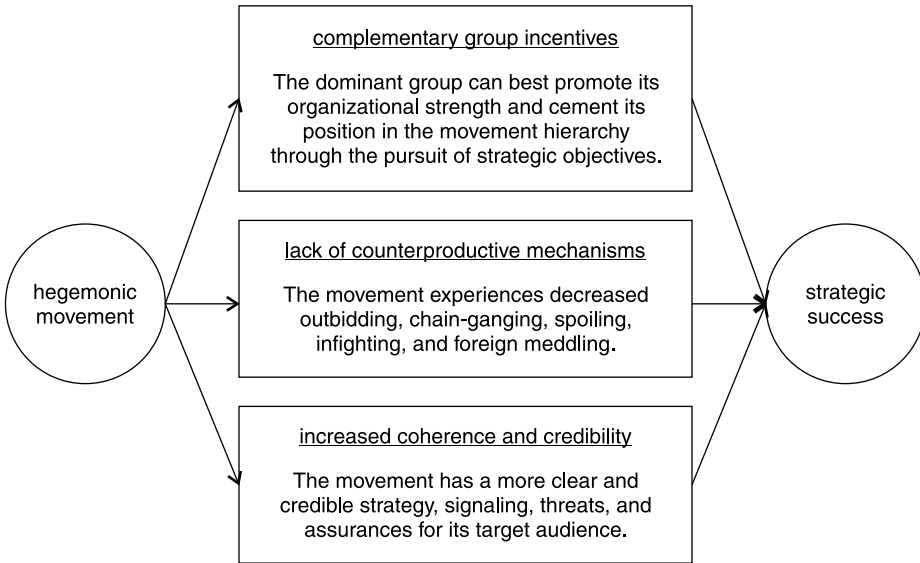 complementary group incentives
The dominant group can best promote its
organizational strength and cement its
position in the movement hierarchy
through the pursuit of strategic objectives.
hegemonic
movement
lack of counterproductive mechanisms
The movement experiences decreased
outbidding, chain-ganging, spoiling,
infighting, and foreign meddling.
strategic
success
increased coherence and credibility
The movement has a more clear and
credible strategy, signaling, threats, and
assurances for its target audience.